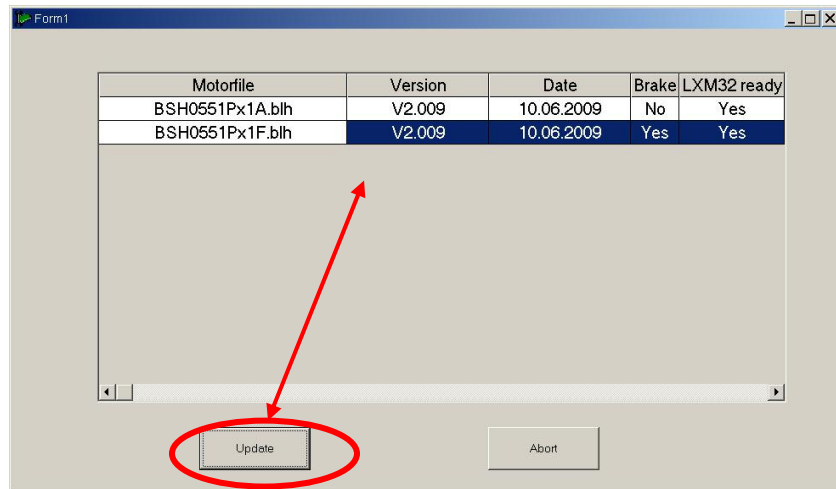 Form1
Motorfile Version Date Brake LXM32 ready
BSH0551Px1A.blh V2.009 10.06.2009 No Yes
BSH0551Px1F.blh V2.009 10.06.2009 Yes Yes
Update Abort